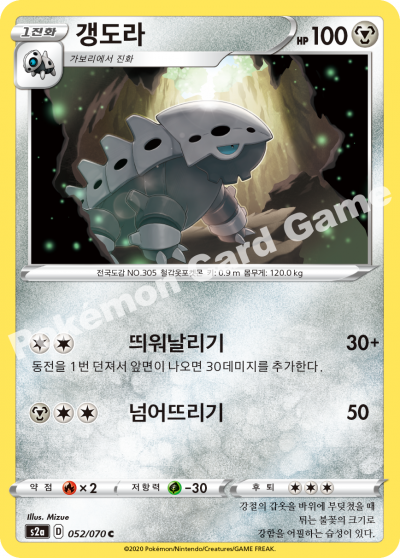 1진화
갱도라
HP 100
가보리에서 진화
전국도감 NO.305 철갑옷포켓몬 키: 0.9 m 몸무게: 120.0 kg
Pokémon Card Game
띄워날리기 30+
동전을 1번 던져서 앞면이 나오면 30데미지를 추가한다.
넘어뜨리기 50
약점 ×2 저항력 -30 후퇴
Illus. Mizue
s2a D 052/070 C
강철의 갑옷을 바위에 부딪혔을 때
튀는 불꽃의 크기로
강함을 어필하는 습성이 있다.
©2020 Pokémon/Nintendo/Creatures/GAME FREAK.